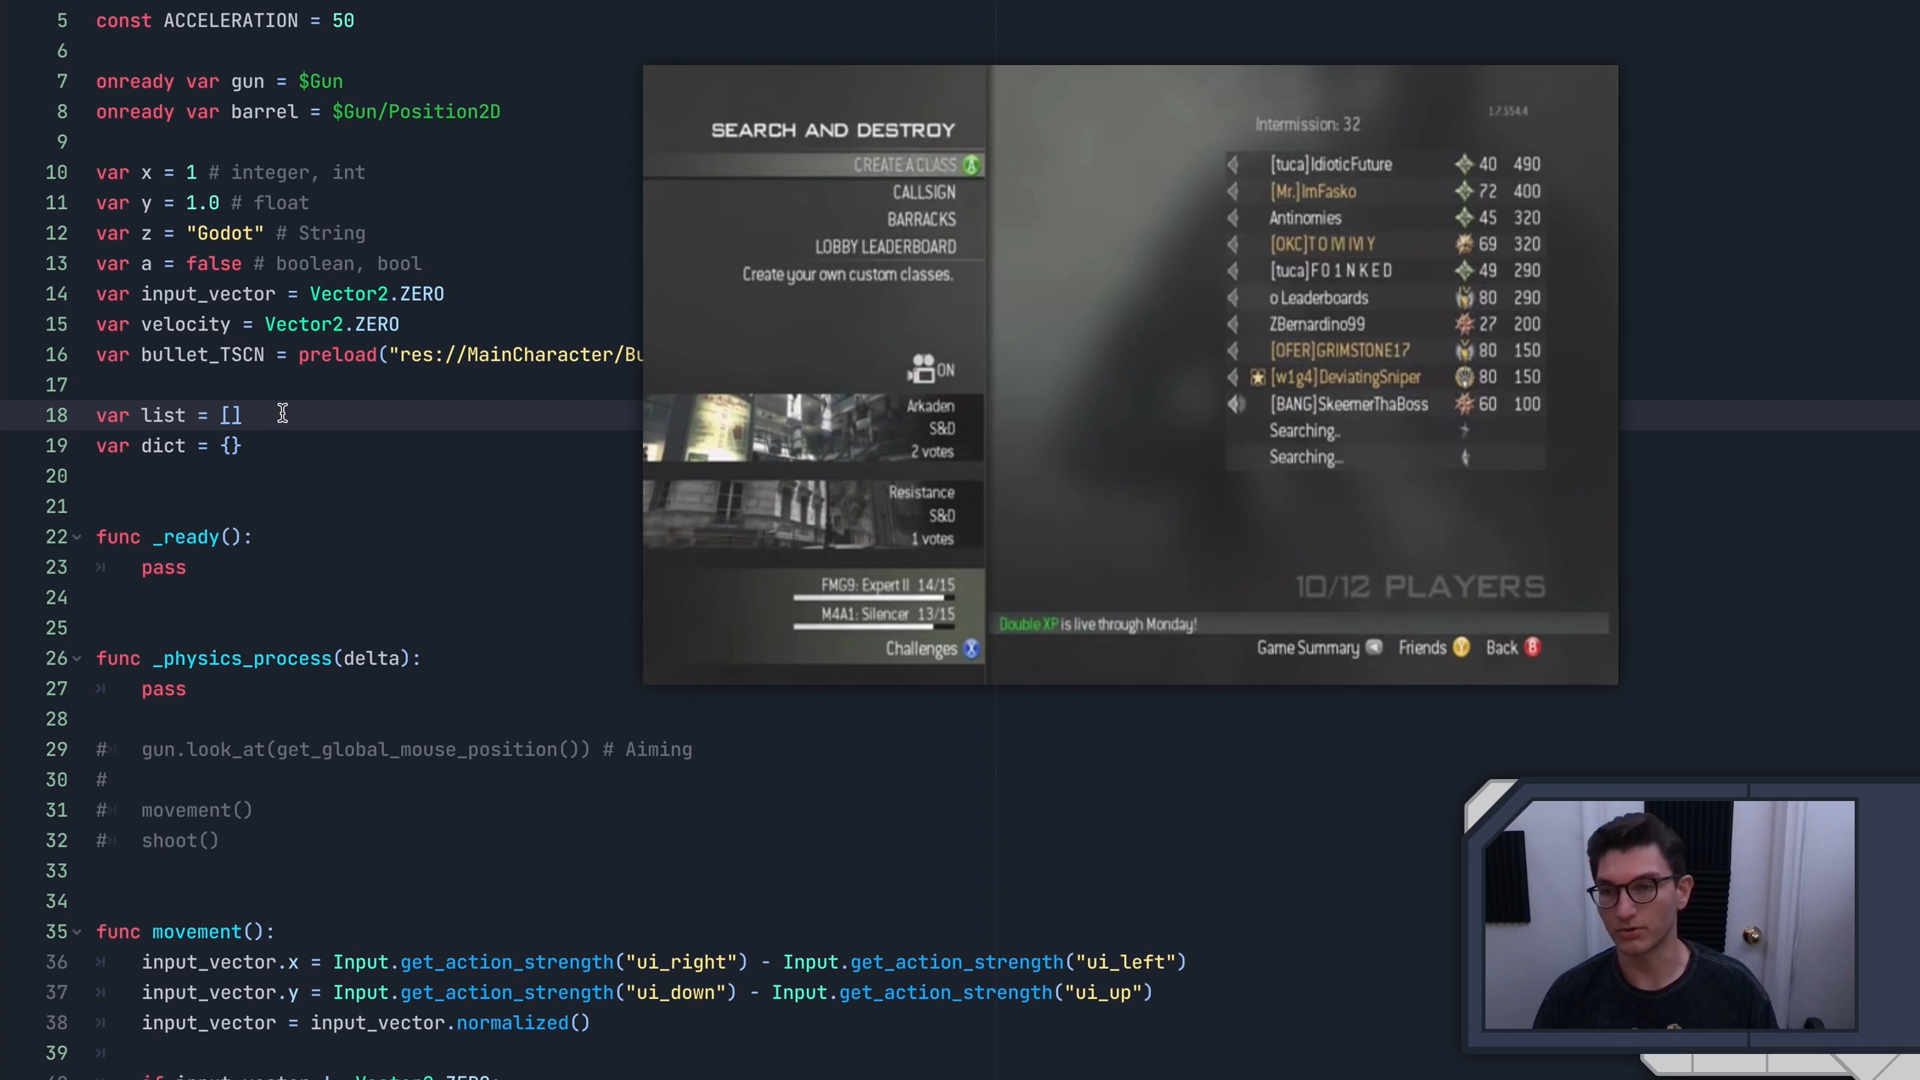 5 const ACCELERATION = 50
6
7 onready var gun = $Gun
8 onready var barrel = $Gun/Position2D
9
10 var x = 1 # integer, int
11 var y = 1.0 # float
12 var z = "Godot" # String
13 var a = false # boolean, bool
14 var input_vector = Vector2.ZERO
15 var velocity = Vector2.ZERO
16 var bullet_TSCN = preload("res://MainCharacter/Bu
17
18 var list = []
19 var dict = {}
20
21
22 func _ready():
23 pass
24
25
26 func _physics_process(delta):
27 pass
28
29 # gun.look_at(get_global_mouse_position()) # Aiming
30 #
31 # movement()
32 # shoot()
33
34
35 func movement():
36 input_vector.x = Input.get_action_strength("ui_right") - Input.get_action_strength("ui_left")
37 input_vector.y = Input.get_action_strength("ui_down") - Input.get_action_strength("ui_up")
38 input_vector = input_vector.normalized()
39
SEARCH AND DESTROY
CREATE A CLASS A
CALLSIGN
BARRACKS
LOBBY LEADERBOARD
Create your own custom classes.
ON
Arkaden
S&D
2 votes
Resistance
S&D
1 votes
FMG9: Expert II 14/15
M4A1: Silencer 13/15
Challenges X
17.554.4
Intermission: 32
[tuca]IdioticFuture 40 490
[Mr.]ImFasko 72 400
Antinomies 45 320
[OKC]T O IVI IVI Y 69 320
[tuca]F 0 1 N K E D 49 290
o Leaderboards 80 290
ZBernardino99 27 200
[OFER]GRIMSTONE17 80 150
[w1g4]DeviatingSniper 80 150
[BANG]SkeemerThaBoss 60 100
Searching..
Searching...
10/12 PLAYERS
Double XP is live through Monday!
Game Summary Friends Y Back B